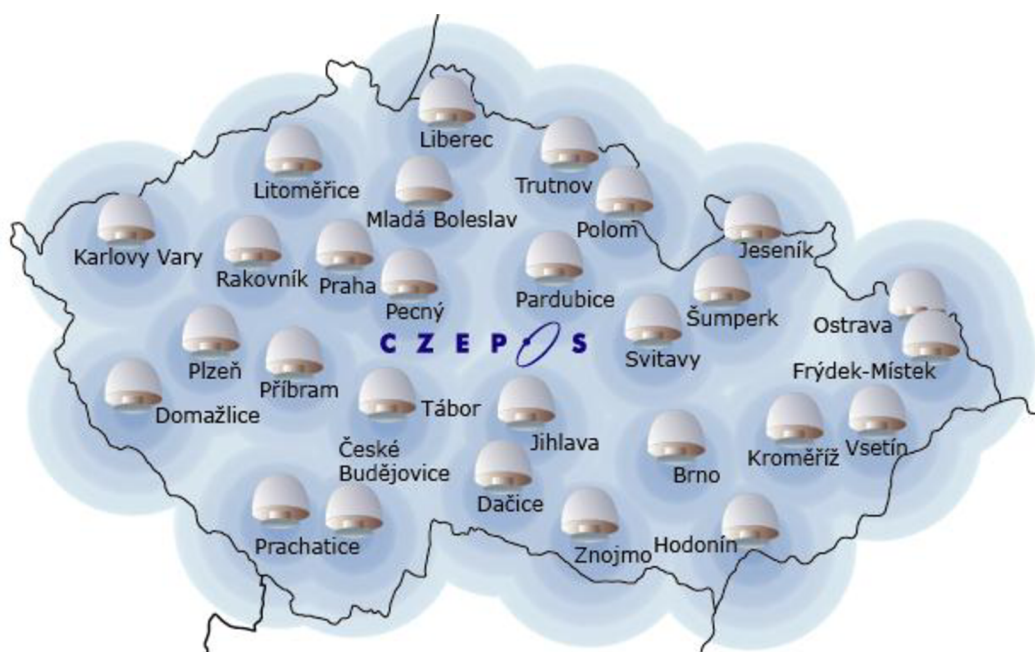 Liberec
Litoměřice
Trutnov
Mladá Boleslav
Polom
Karlovy Vary
Jeseník
Rakovník
Praha
Pecný
Pardubice
Šumperk
Ostrava
CZEPOS
Svitavy
Plzeň
Příbram
Frýdek-Místek
Domažlice
Tábor
Jihlava
České
Budějovice
Kroměříž
Vsetín
Brno
Dačice
Prachatice
Znojmo
Hodonín